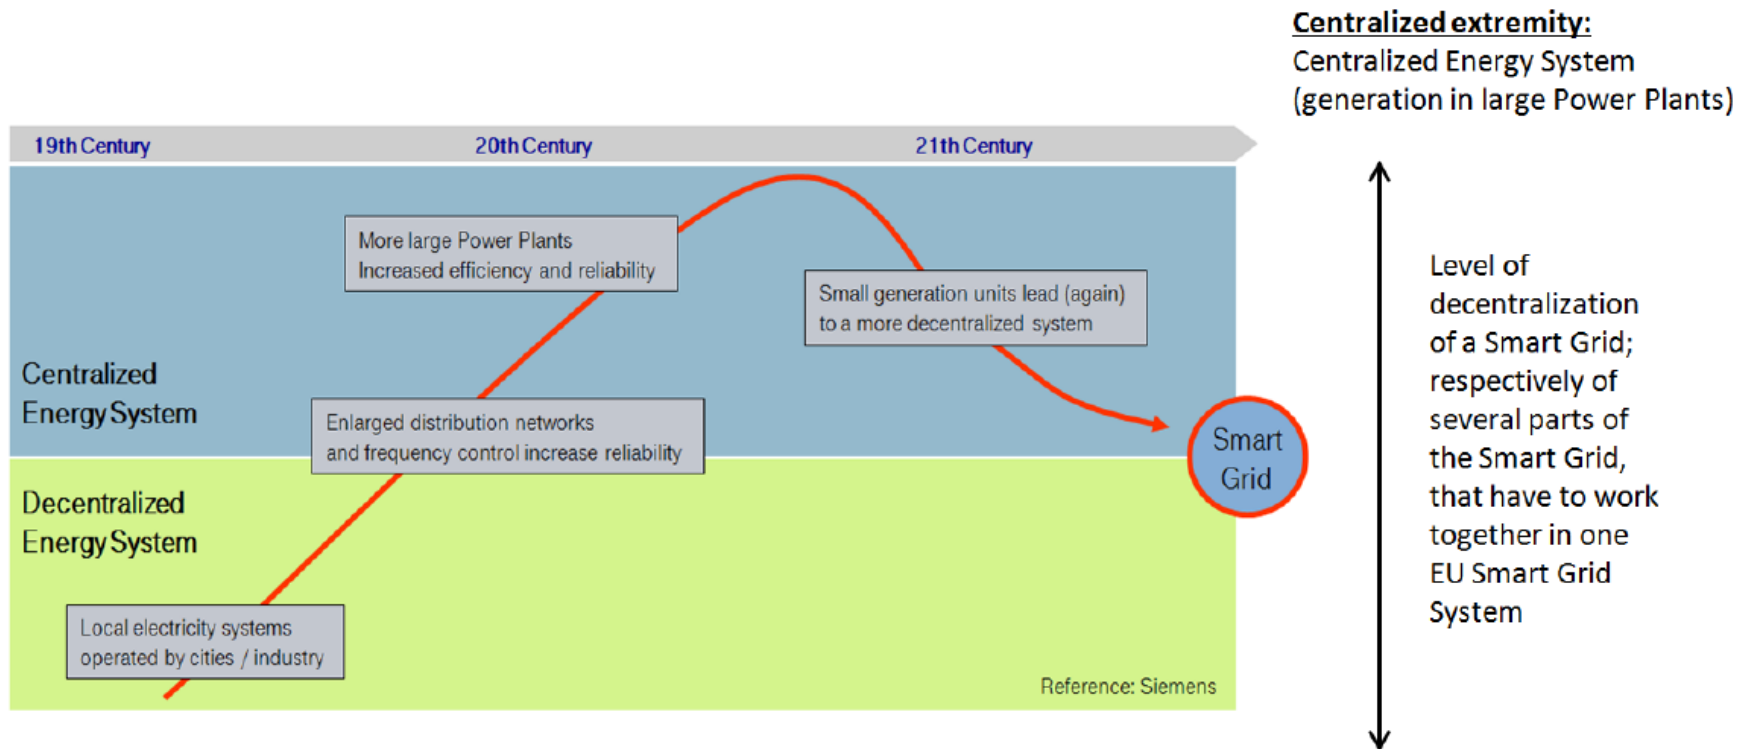 Centralized extremity:
Centralized Energy System
(generation in large Power Plants)
19th Century
20th Century
21th Century
More large Power Plants
Increased efficiency and reliability
Small generation units lead (again)
to a more decentralized system
Centralized
Energy System
Enlarged distribution networks
and frequency control increase reliability
Smart
Grid
Decentralized
Energy System
Local electricity systems
operated by cities / industry
Reference: Siemens
Level of
decentralization
of a Smart Grid;
respectively of
several parts of
the Smart Grid,
that have to work
together in one
EU Smart Grid
System